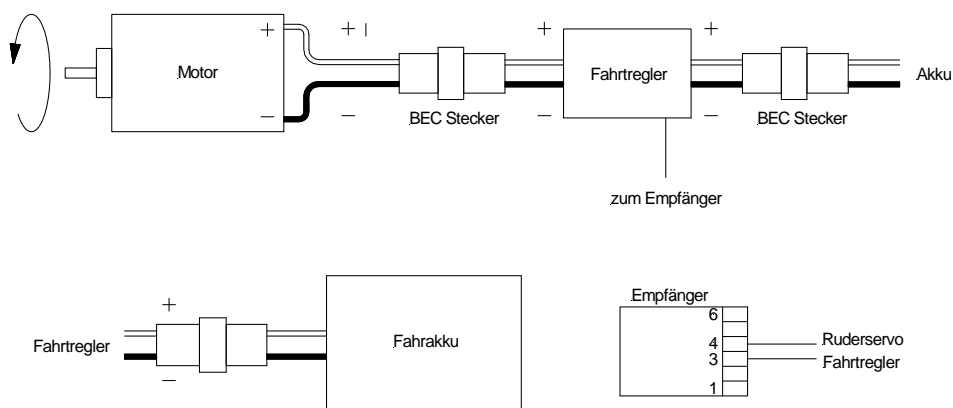 + + | + +
Motor Fahrtregler Akku
− − − −
BEC Stecker BEC Stecker
zum Empfänger
Empfänger
+ 6
Fahrtregler Fahrakku 4 Ruderservo
− 3 Fahrtregler
1